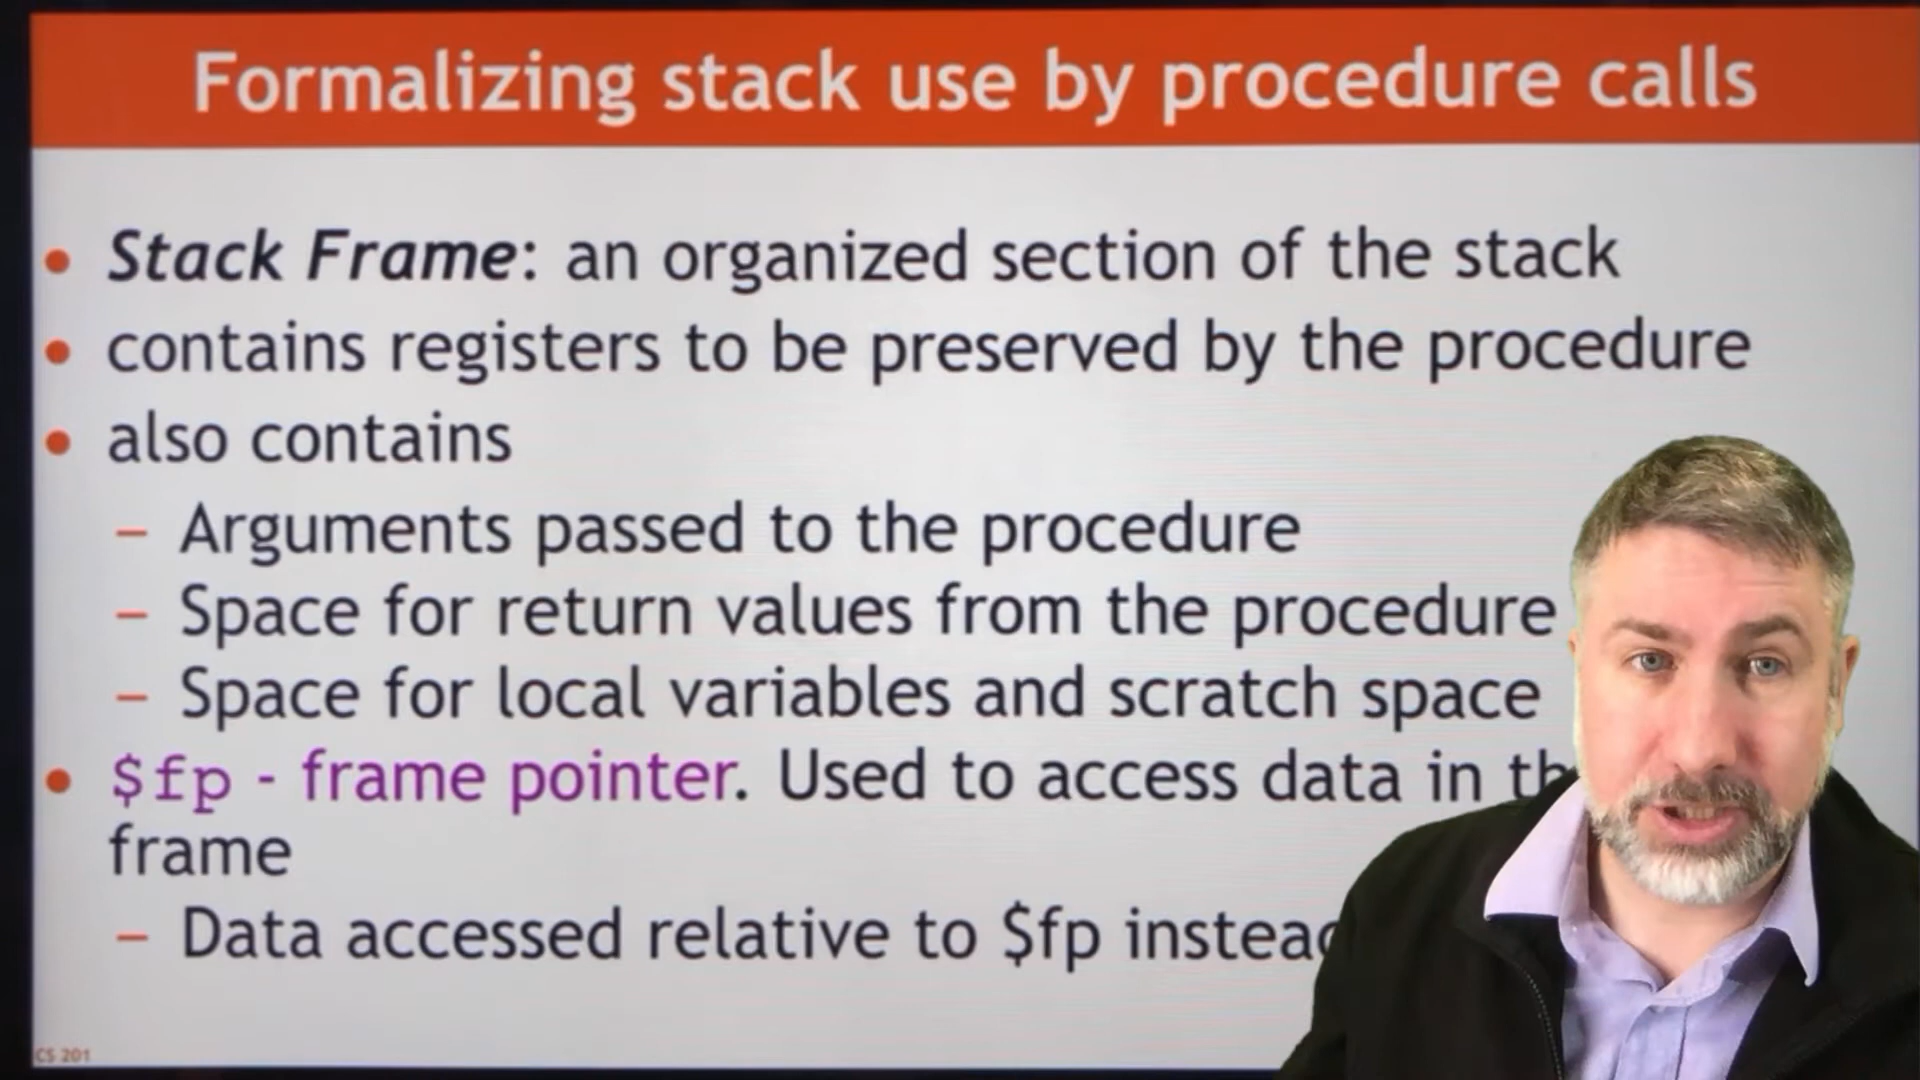 Formalizing stack use by procedure calls
• Stack Frame: an organized section of the stack
• contains registers to be preserved by the procedure
• also contains
– Arguments passed to the procedure
– Space for return values from the procedure
– Space for local variables and scratch space
• $fp - frame pointer. Used to access data in
frame
– Data accessed relative to $fp
CS 201